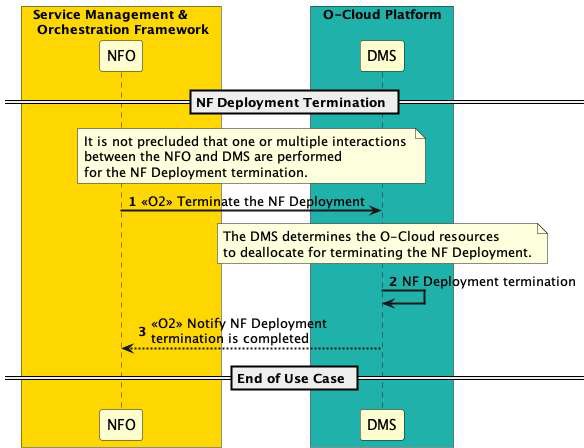 Service Management &
Orchestration Framework
O-Cloud Platform
NFO
DMS
NF Deployment Termination
It is not precluded that one or multiple interactions
between the NFO and DMS are performed
for the NF Deployment termination.
1 «O2» Terminate the NF Deployment
The DMS determines the O-Cloud resources
to deallocate for terminating the NF Deployment.
2 NF Deployment termination
3 «O2» Notify NF Deployment
termination is completed
End of Use Case
NFO
DMS